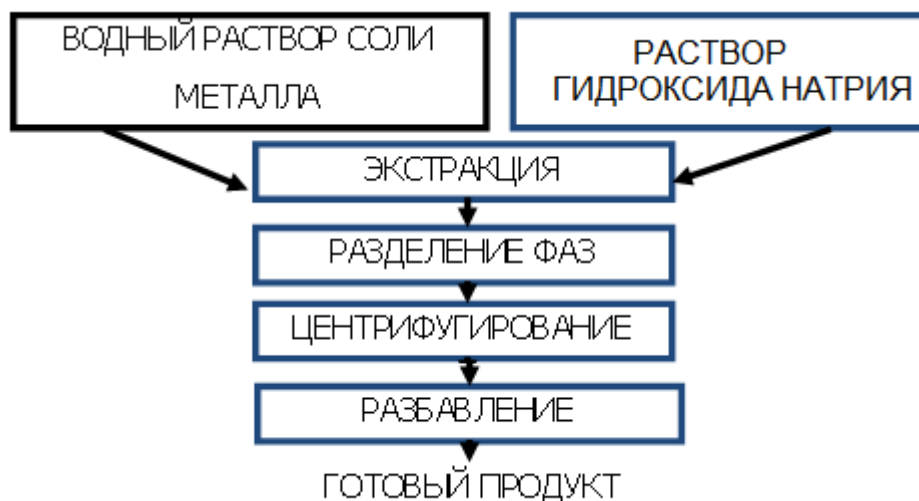 ВОДНЫЙ РАСТВОР СОЛИ
МЕТАЛЛА
РАСТВОР
ГИДРОКСИДА НАТРИЯ
ЭКСТРАКЦИЯ
РАЗДЕЛЕНИЕ ФАЗ
ЦЕНТРИФУГИРОВАНИЕ
РАЗБАВЛЕНИЕ
ГОТОВЫЙ ПРОДУКТ